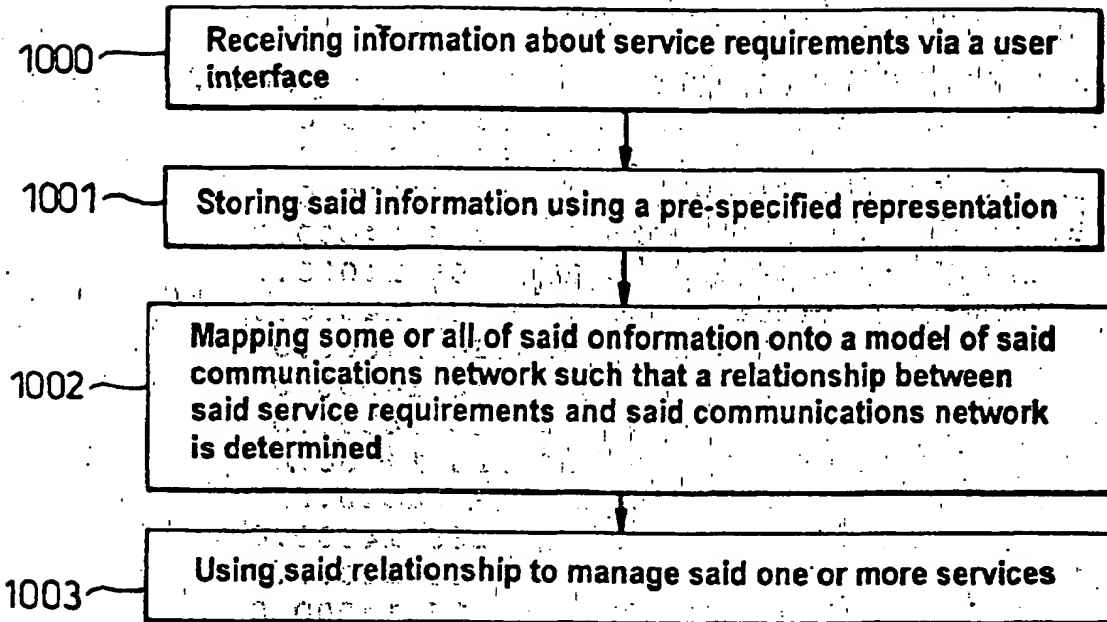 1000
Receiving information about service requirements via a user
interface
1001
Storing said information using a pre-specified representation
1002
Mapping some or all of said onformation onto a model of said
communications network such that a relationship between
said service requirements and said communications network
is determined
1003
Using said relationship to manage said one or more services